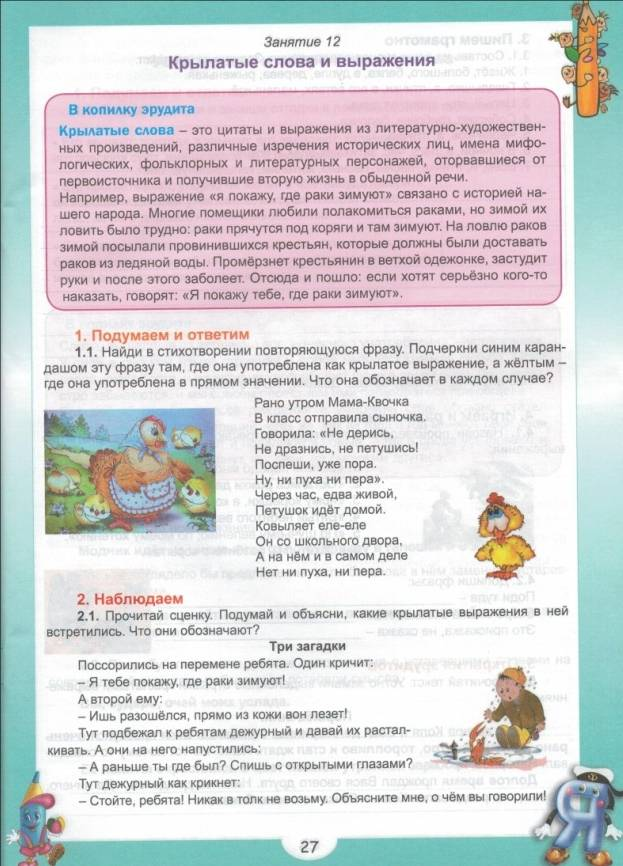 Занятие 12
Крылатые слова и выражения
В копилку эрудита
Крылатые слова – это цитаты и выражения из литературно-художествен-
ных произведений, различные изречения исторических лиц, имена мифо-
логических, фольклорных и литературных персонажей, оторвавшиеся от
первоисточника и получившие вторую жизнь в обыденной речи.
Например, выражение «я покажу, где раки зимуют» связано с историей на-
шего народа. Многие помещики любили полакомиться раками, но зимой их
ловить было трудно: раки прячутся под коряги и там зимуют. На ловлю раков
зимой посылали провинившихся крестьян, которые должны были доставать
раков из ледяной воды. Промёрзнет крестьянин в ветхой одежонке, застудит
руки и после этого заболеет. Отсюда и пошло: если хотят серьёзно кого-то
наказать, говорят: «Я покажу тебе, где раки зимуют».
1. Подумаем и ответим
1.1. Найди в стихотворении повторяющуюся фразу. Подчеркни синим каран-
дашом эту фразу там, где она употреблена как крылатое выражение, а жёлтым –
где она употреблена в прямом значении. Что она обозначает в каждом случае?
Рано утром Мама-Квочка
В класс отправила сыночка.
Говорила: «Не дерись,
Не дразнись, не петушись!
Поспеши, уже пора.
Ну, ни пуха ни пера».
Через час, едва живой,
Петушок идёт домой.
Ковыляет еле-еле
Он со школьного двора,
А на нём и в самом деле
Нет ни пуха, ни пера.
2. Наблюдаем
2.1. Прочитай сценку. Подумай и объясни, какие крылатые выражения в ней
встретились. Что они обозначают?
Три загадки
Поссорились на перемене ребята. Один кричит:
– Я тебе покажу, где раки зимуют!
А второй ему:
– Ишь разошёлся, прямо из кожи вон лезет!
Тут подбежал к ребятам дежурный и давай их растал-
кивать. А они на него напустились:
– А раньше ты где был? Спишь с открытыми глазами?
Тут дежурный как крикнет:
– Стойте, ребята! Никак в толк не возьму. Объясните мне, о чём вы говорили!
27
Я